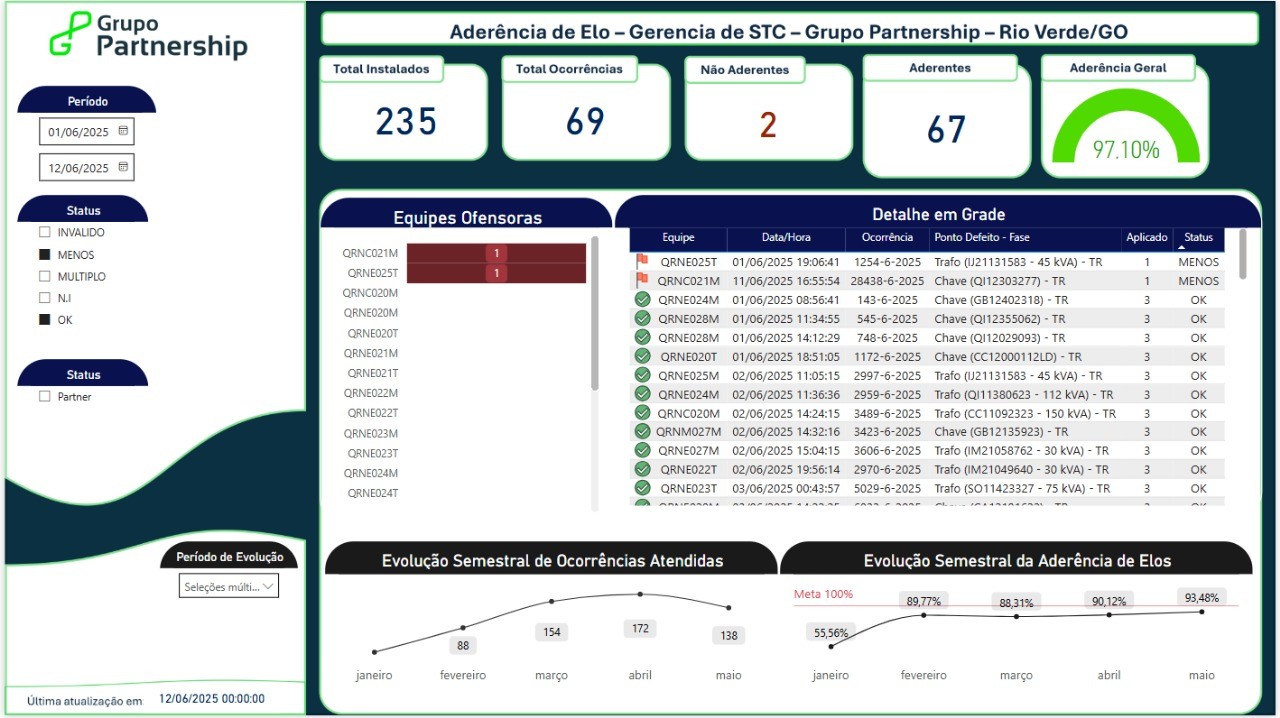 Grupo
Partnership
Aderência de Elo – Gerencia de STC – Grupo Partnership – Rio Verde/GO
Total Instalados
235
Total Ocorrências
69
Não Aderentes
2
Aderentes
67
Aderência Geral
97.10%
Período
01/06/2025
12/06/2025
Status
INVALIDO
MENOS
MULTIPLO
N.I
OK
Status
Partner
Equipes Ofensoras
QRNC021M 1
QRNE025T 1
QRNC020M
QRNE020M
QRNE020T
QRNE021M
QRNE021T
QRNE022M
QRNE022T
QRNE023M
QRNE023T
QRNE024M
QRNE024T
Detalhe em Grade
Equipe Data/Hora Ocorrência Ponto Defeito - Fase Aplicado Status
QRNE025T 01/06/2025 19:06:41 1254-6-2025 Trafo (IJ21131583 - 45 kVA) - TR 1 MENOS
QRNC021M 11/06/2025 16:55:54 28438-6-2025 Chave (QI12303277) - TR 1 MENOS
QRNE024M 01/06/2025 08:56:41 143-6-2025 Chave (GB12402318) - TR 3 OK
QRNE028M 01/06/2025 11:34:55 545-6-2025 Chave (QI12355062) - TR 3 OK
QRNE028M 01/06/2025 14:12:29 748-6-2025 Chave (QI12029093) - TR 3 OK
QRNE020T 01/06/2025 18:51:05 1172-6-2025 Chave (CC12000112LD) - TR 3 OK
QRNE025M 02/06/2025 11:05:15 2997-6-2025 Trafo (IJ21131583 - 45 kVA) - TR 3 OK
QRNE024M 02/06/2025 11:36:36 2959-6-2025 Trafo (QI11380623 - 112 kVA) - TR 3 OK
QRNC020M 02/06/2025 14:24:15 3489-6-2025 Trafo (CC11092323 - 150 kVA) - TR 3 OK
QRNM027M 02/06/2025 14:32:16 3423-6-2025 Chave (GB12135923) - TR 3 OK
QRNE027M 02/06/2025 15:04:15 3606-6-2025 Trafo (IM21058762 - 30 kVA) - TR 3 OK
QRNE022T 02/06/2025 19:56:14 2970-6-2025 Trafo (IM21049640 - 30 kVA) - TR 3 OK
QRNE023T 03/06/2025 00:43:57 5029-6-2025 Trafo (SO11423327 - 75 kVA) - TR 3 OK
Período de Evolução
Seleções múlti...
Evolução Semestral de Ocorrências Atendidas
88
154
172
138
janeiro fevereiro março abril maio
Evolução Semestral da Aderência de Elos
Meta 100%
55,56%
89,77%
88,31%
90,12%
93,48%
janeiro fevereiro março abril maio
Última atualização em 12/06/2025 00:00:00